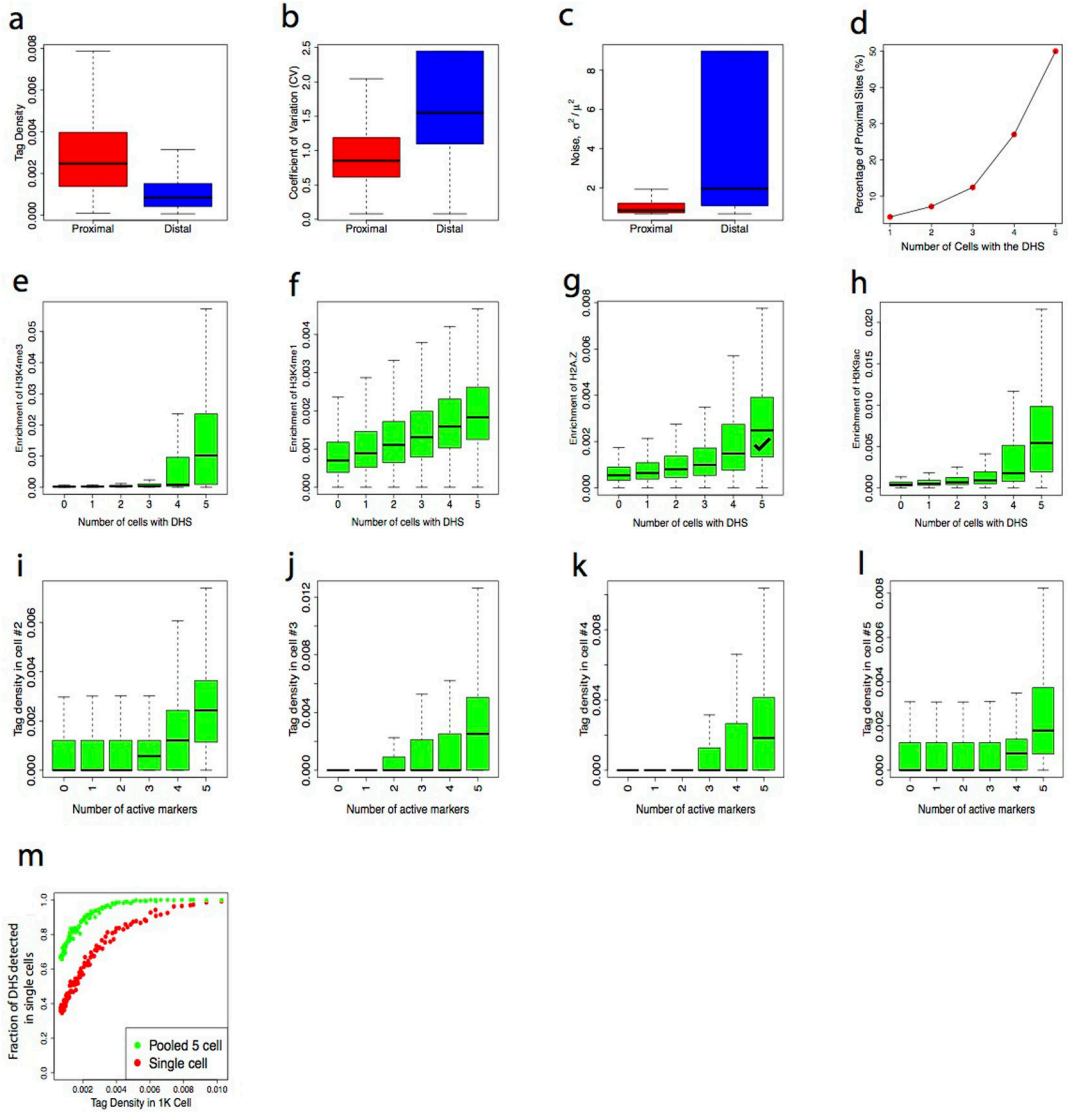 a
Tag Density
0.000
0.002
0.004
0.006
0.008
Proximal Distal
b
Coefficient of Variation (CV)
0.0
0.5
1.0
1.5
2.0
2.5
Proximal Distal
c
Noise, σ² / μ²
2
4
6
8
Proximal Distal
d
Percentage of Proximal Sites (%)
10
20
30
40
50
1 2 3 4 5
Number of Cells with the DHS
e
Enrichment of H3K4me3
0.00
0.01
0.02
0.03
0.04
0.05
0 1 2 3 4 5
Number of cells with DHS
f
Enrichment of H3K4me1
0.000
0.001
0.002
0.003
0.004
0 1 2 3 4 5
Number of cells with DHS
g
Enrichment of H2A.Z
0.000
0.002
0.004
0.006
0.008
0 1 2 3 4 5
Number of cells with DHS
h
Enrichment of H3K9ac
0.000
0.005
0.010
0.015
0.020
0 1 2 3 4 5
Number of cells with DHS
i
Tag density in cell #2
0.000
0.002
0.004
0.006
0 1 2 3 4 5
Number of active markers
j
Tag density in cell #3
0.000
0.004
0.008
0.012
0 1 2 3 4 5
Number of active markers
k
Tag density in cell #4
0.000
0.004
0.008
0 1 2 3 4 5
Number of active markers
l
Tag density in cell #5
0.000
0.002
0.004
0.006
0.008
0 1 2 3 4 5
Number of active markers
m
Fraction of DHS detected
in single cells
0.0
0.2
0.4
0.6
0.8
1.0
Pooled 5 cell
Single cell
0.002 0.004 0.006 0.008 0.010
Tag Density in 1K Cell